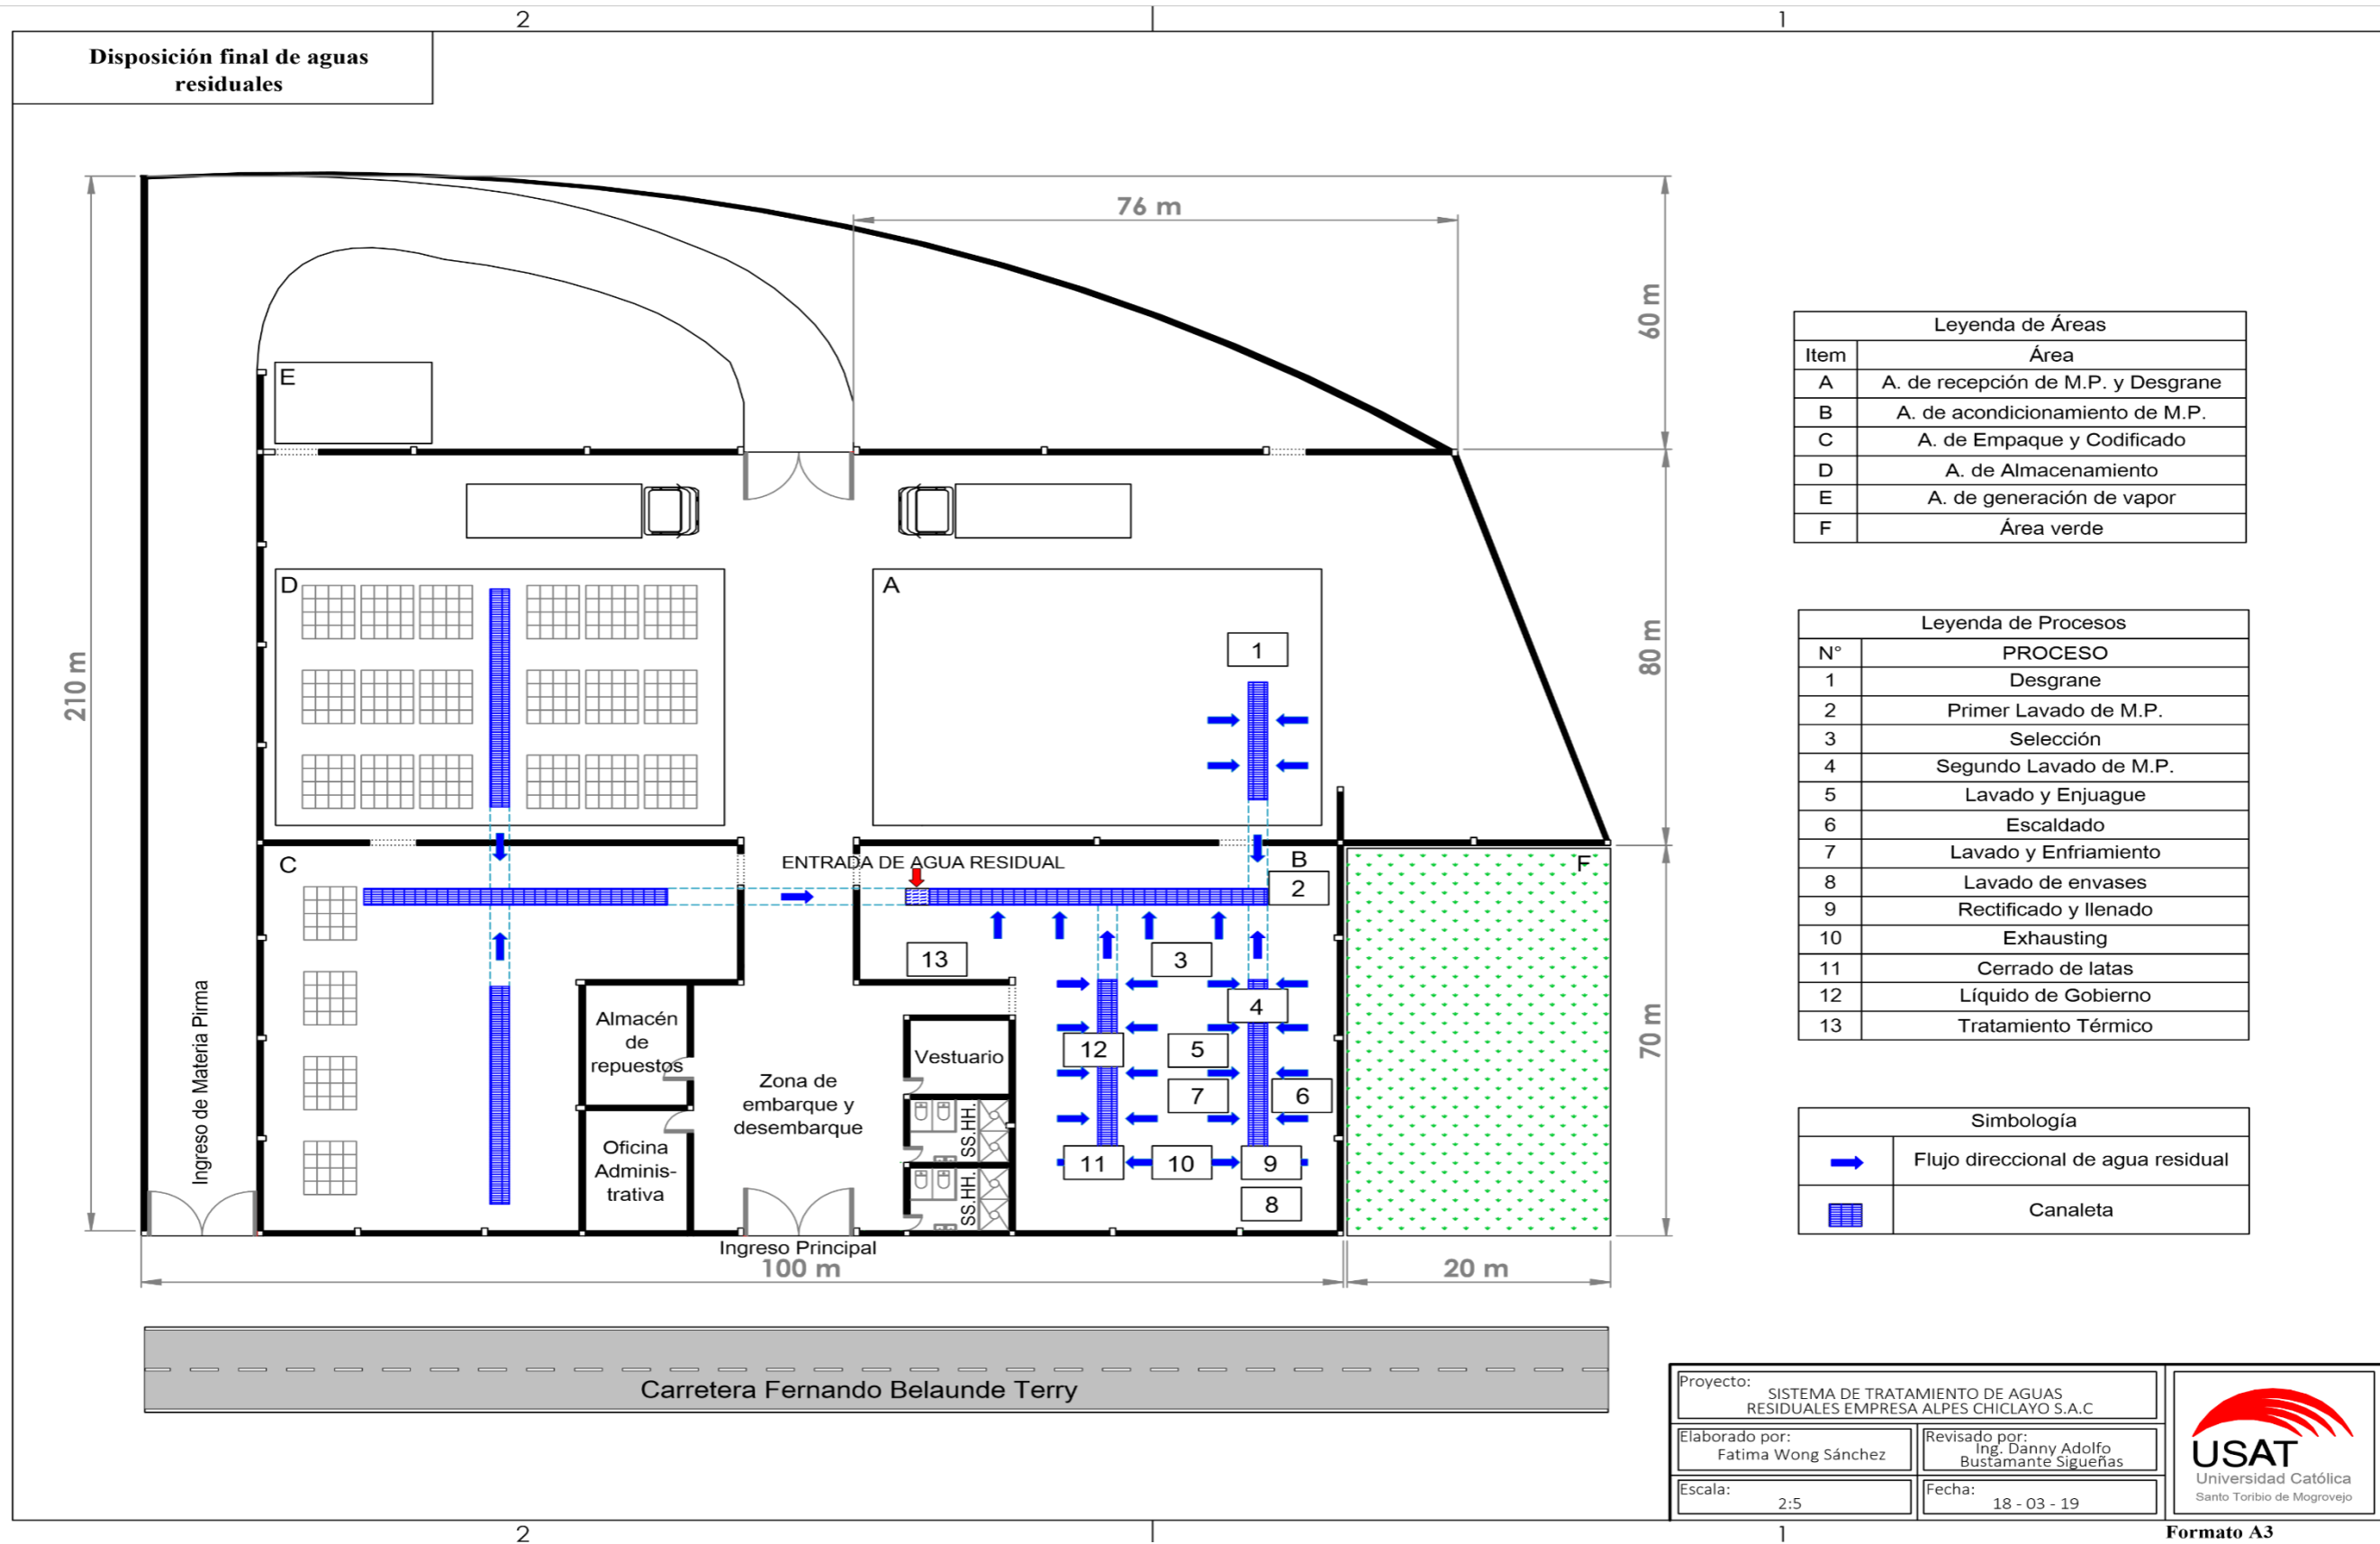 2
1
Disposición final de aguas
residuales
76 m
60 m
210 m
80 m
70 m
E
D
A
1
C
ENTRADA DE AGUA RESIDUAL
B
2
F
13
3
4
12
5
7
6
11
10
9
8
Ingreso de Materia Pirma
Almacén
de
repuestos
Oficina
Adminis-
trativa
Zona de
embarque y
desembarque
Vestuario
SS.HH.
SS.HH.
Ingreso Principal
100 m
20 m
Carretera Fernando Belaunde Terry
Leyenda de Áreas
Item Área
A A. de recepción de M.P. y Desgrane
B A. de acondicionamiento de M.P.
C A. de Empaque y Codificado
D A. de Almacenamiento
E A. de generación de vapor
F Área verde
Leyenda de Procesos
N° PROCESO
1 Desgrane
2 Primer Lavado de M.P.
3 Selección
4 Segundo Lavado de M.P.
5 Lavado y Enjuague
6 Escaldado
7 Lavado y Enfriamiento
8 Lavado de envases
9 Rectificado y llenado
10 Exhausting
11 Cerrado de latas
12 Líquido de Gobierno
13 Tratamiento Térmico
Simbología
Flujo direccional de agua residual
Canaleta
Proyecto:
SISTEMA DE TRATAMIENTO DE AGUAS
RESIDUALES EMPRESA ALPES CHICLAYO S.A.C
Elaborado por:
Fatima Wong Sánchez
Revisado por:
Ing. Danny Adolfo
Bustamante Sigueñas
Escala:
2:5
Fecha:
18 - 03 - 19
USAT
Universidad Católica
Santo Toribio de Mogrovejo
2
1
Formato A3